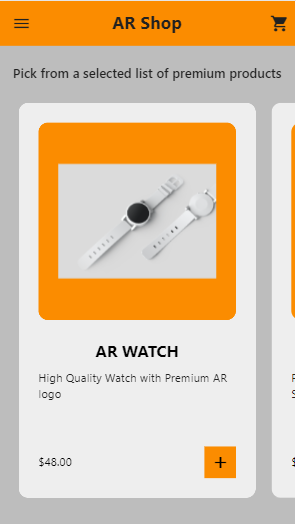 AR Shop
Pick from a selected list of premium products
AR WATCH
High Quality Watch with Premium AR
logo
$48.00
+